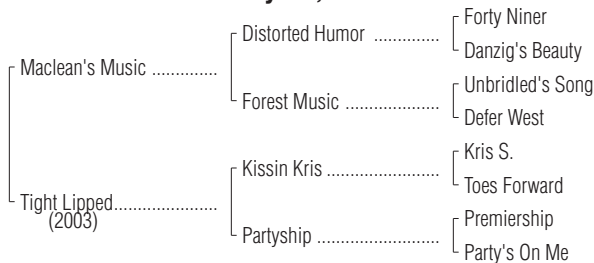 Forty Niner
Distorted Humor ..............
Danzig's Beauty
Maclean's Music ..............
Unbridled's Song
Forest Music .....................
Defer West
Kris S.
Kissin Kris ........................
Toes Forward
Tight Lipped......................
(2003)
Premiership
Partyship ..........................
Party's On Me